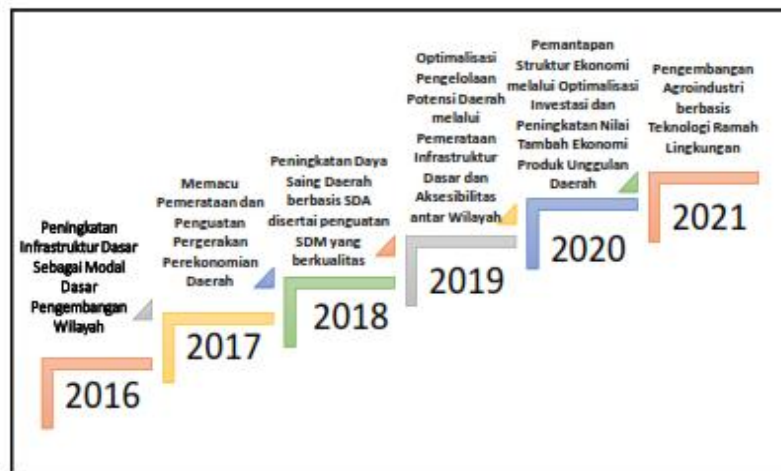 Peningkatan
Infrastruktur Dasar
Sebagai Modal
Dasar
Pengembangan
Wilayah
2016
Memacu
Pemerataan dan
Penguatan
Pergerakan
Perekonomian
Daerah
2017
Peningkatan Daya
Saing Daerah
berbasis SDA
disertai penguatan
SDM yang
berkualitas
2018
Optimalisasi
Pengelolaan
Potensi Daerah
melalui
Pemerataan
Infrastruktur
Dasar dan
Aksesibilitas
antar Wilayah
2019
Pemantapan
Struktur Ekonomi
melalui Optimalisasi
Investasi dan
Peningkatan Nilai
Tambah Ekonomi
Produk Unggulan
Daerah
2020
Pengembangan
Agroindustri
berbasis
Teknologi Ramah
Lingkungan
2021